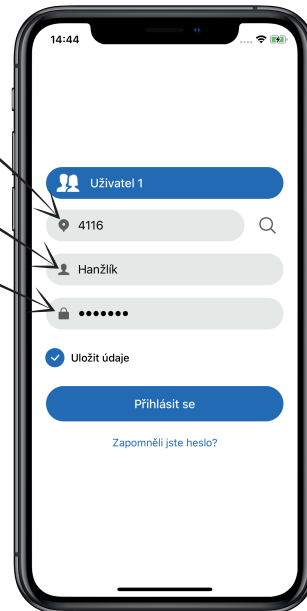 14:44
Uživatel 1
4116
Hanžlík
•••••••
Uložit údaje
Přihlásit se
Zapomněli jste heslo?